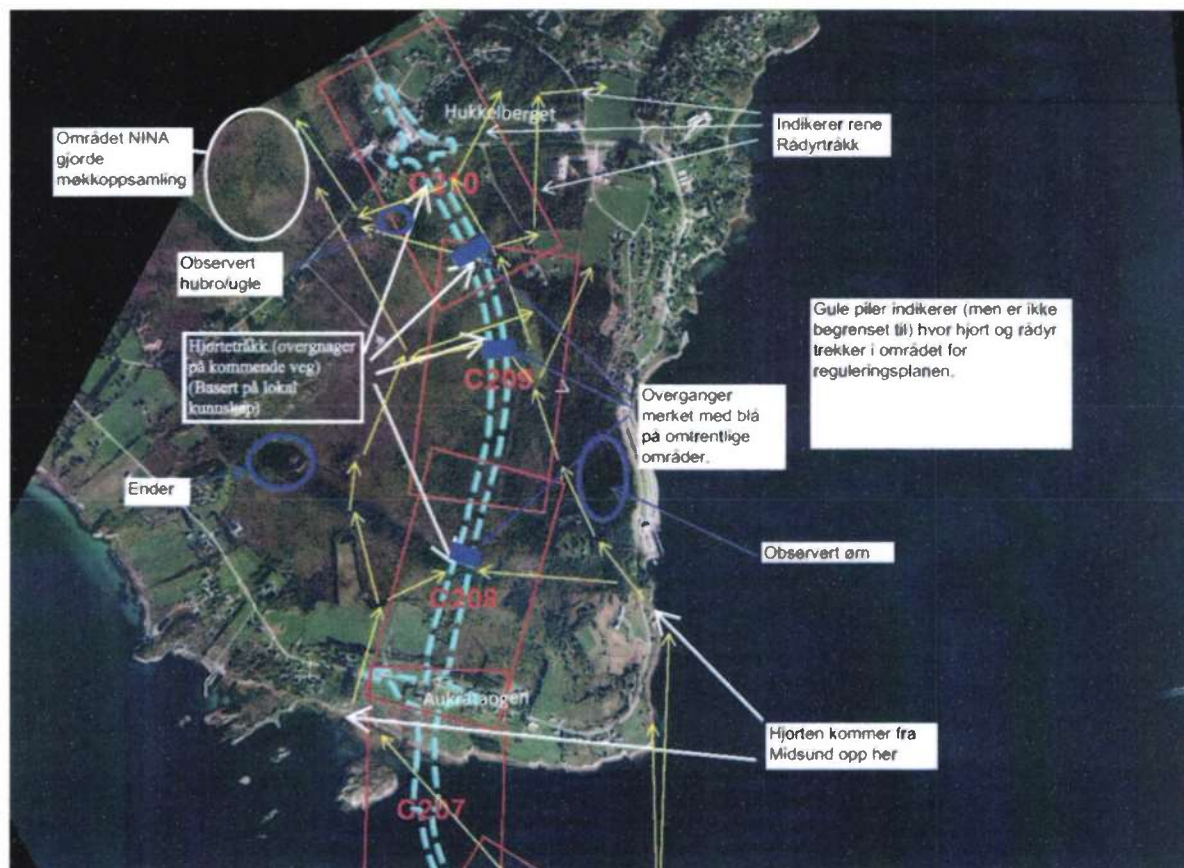 Hukkelberget
Området NINA
gjorde
møkkoppsamling
Indikerer rene
Rådyrtråkk
C210
Observert
hubro/ugle
Gule piler indikerer (men er ikke
begrenset til) hvor hjort og rådyr
trekker i området for
reguleringsplanen.
Hjortetråkk.(overgnager
på kommende veg)
(Basert på lokal
kunnskap)
C209
Overganger
merket med blå
på omtrentlige
områder.
Ender
Observert ørn
C208
Aukratangen
Hjorten kommer fra
Midsund opp her
C207